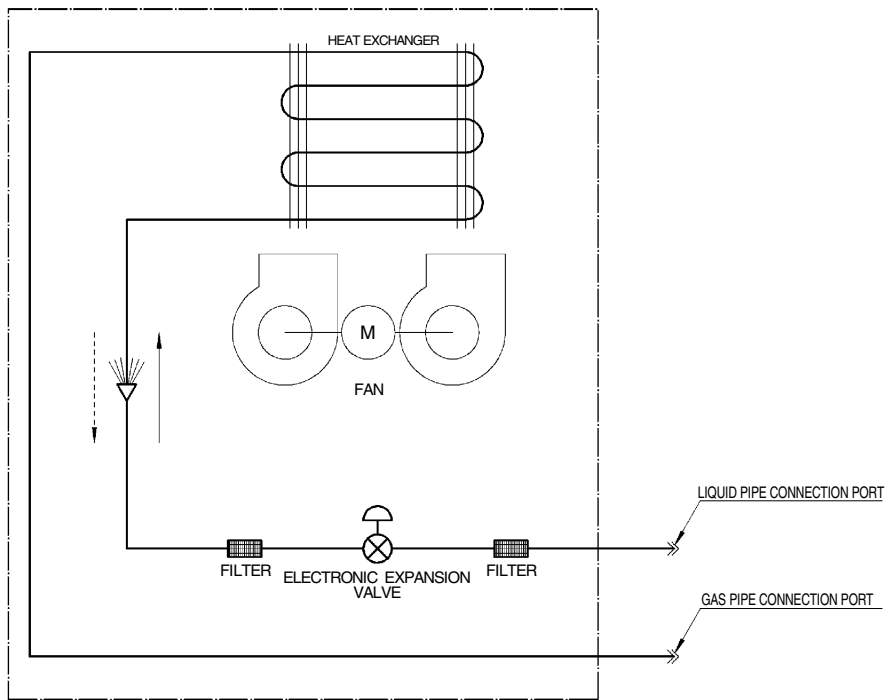 HEAT EXCHANGER
M
FAN
LIQUID PIPE CONNECTION PORT
FILTER
ELECTRONIC EXPANSION
VALVE
FILTER
GAS PIPE CONNECTION PORT